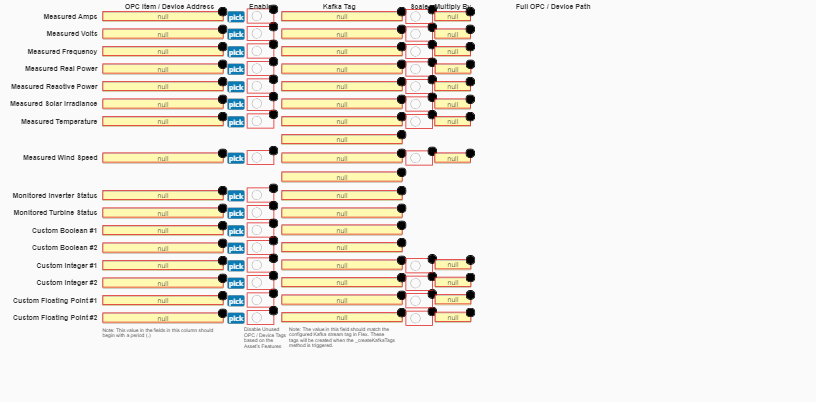 OPC Item / Device Address Enable Kafka Tag Scale Multiply By Full OPC / Device Path
Measured Amps null pick null null
Measured Volts null pick null null
Measured Frequency null pick null null
Measured Real Power null pick null null
Measured Reactive Power null pick null null
Measured Solar Irradiance null pick null null
Measured Temperature null pick null null
null
Measured Wind Speed null pick null null
null
Monitored Inverter Status null pick null
Monitored Turbine Status null pick null
Custom Boolean #1 null pick null
Custom Boolean #2 null pick null
Custom Integer #1 null pick null null
Custom Integer #2 null pick null null
Custom Floating Point #1 null pick null null
Custom Floating Point #2 null pick null null
Note: This value in the fields in this column should
begin with a period (.)
Disable Unused
OPC / Device Tags
based on the
Asset's Features
Note: The value in this field should match the
configured Kafka stream tag in Flex. These
tags will be created when the _createKafkaTags
method is triggered.